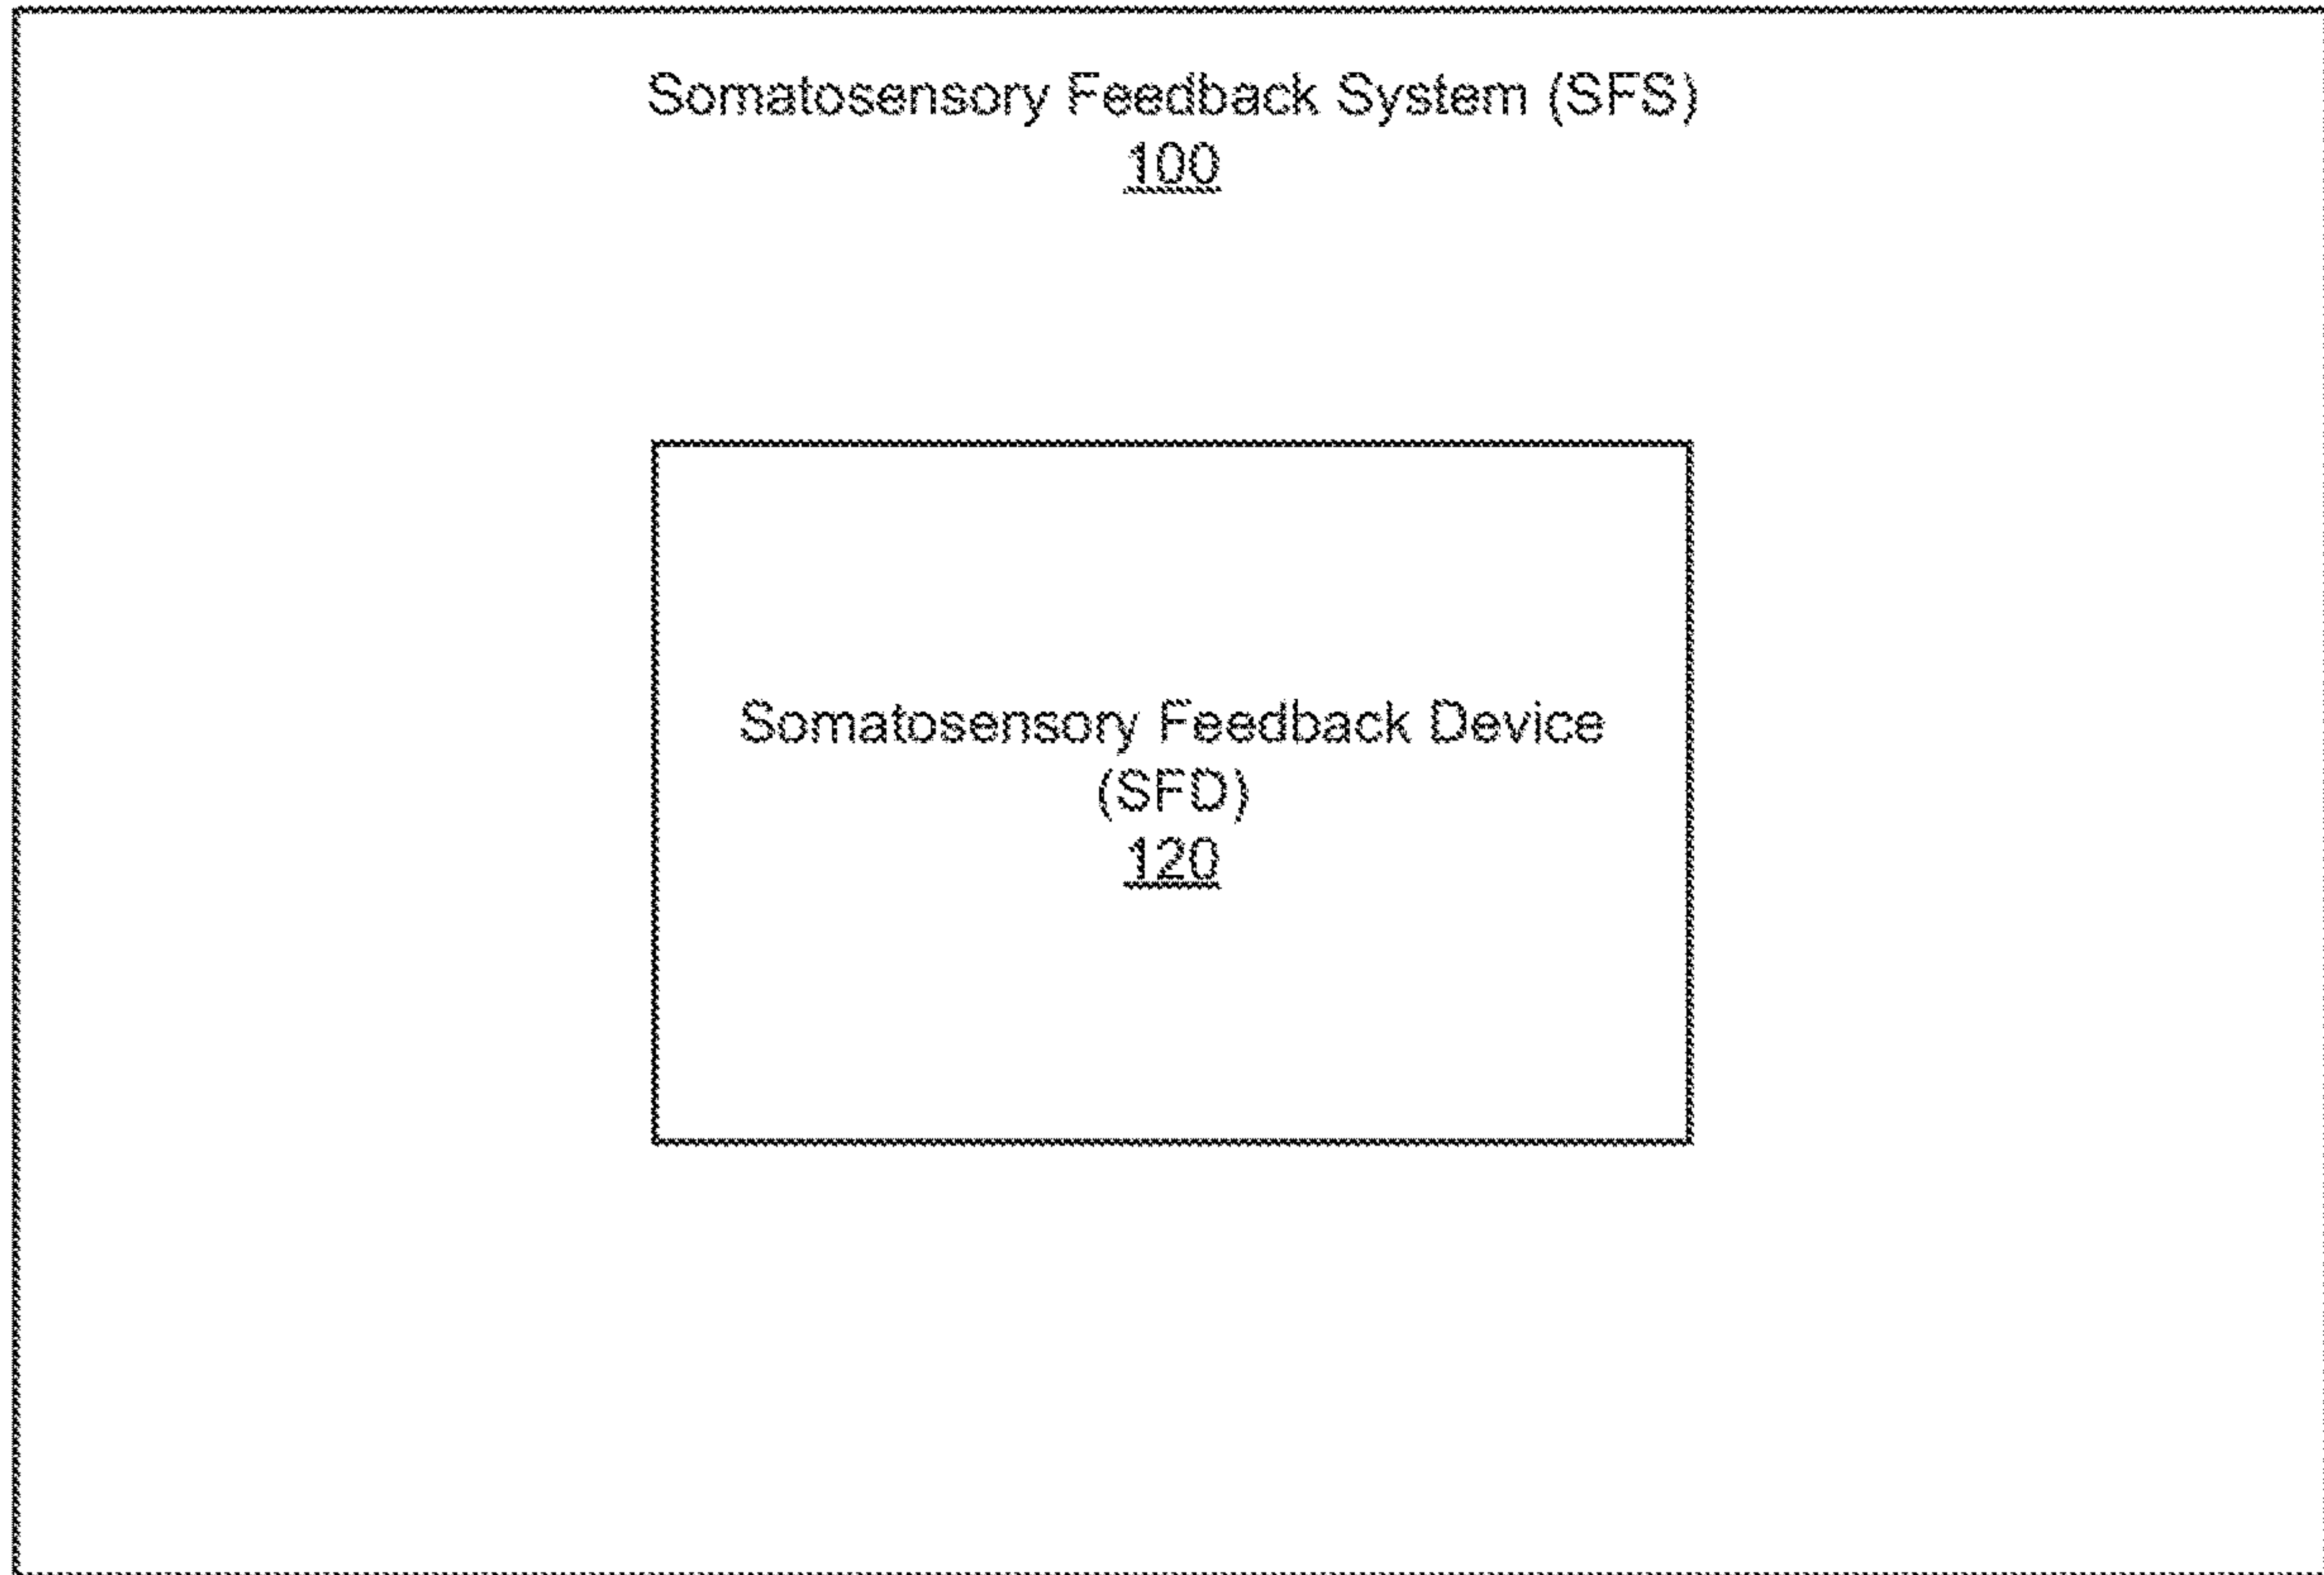 Somatosensory Feedback System (SFS)
100
Somatosensory Feedback Device
(SFD)
120